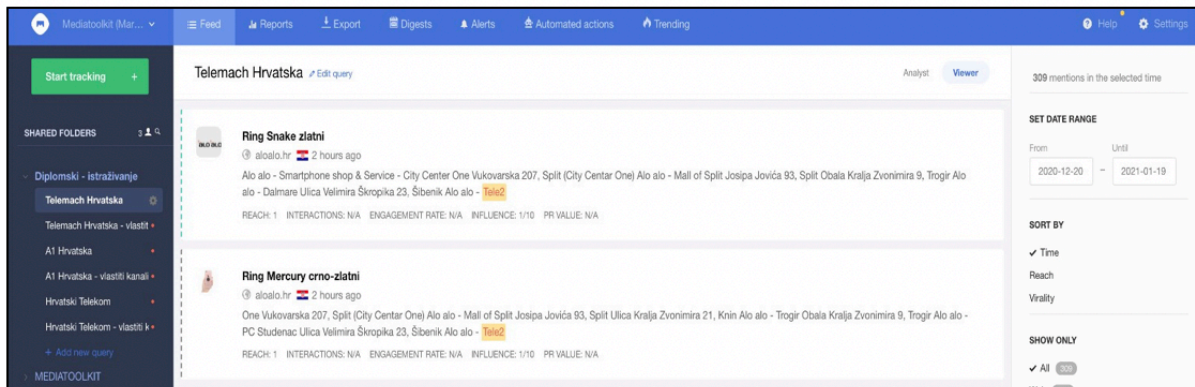 Mediatoolkit (Mar...
Feed
Reports
Export
Digests
Alerts
Automated actions
Trending
Help
Settings
Start tracking +
SHARED FOLDERS 3
Diplomski - istraživanje
Telemach Hrvatska
Telemach Hrvatska - vlastit
A1 Hrvatska
A1 Hrvatska - vlastiti kanali
Hrvatski Telekom
Hrvatski Telekom - vlastiti k
+ Add new query
MEDIATOOLKIT
Telemach Hrvatska Edit query
Analyst Viewer
Ring Snake zlatni
aloalo.hr 2 hours ago
Alo alo - Smartphone shop & Service - City Center One Vukovarska 207, Split (City Centar One) Alo alo - Mall of Split Josipa Jovića 93, Split Obala Kralja Zvonimira 9, Trogir Alo
alo - Dalmare Ulica Velimira Škropika 23, Šibenik Alo alo - Tele2
REACH: 1 INTERACTIONS: N/A ENGAGEMENT RATE: N/A INFLUENCE: 1/10 PR VALUE: N/A
Ring Mercury crno-zlatni
aloalo.hr 2 hours ago
One Vukovarska 207, Split (City Centar One) Alo alo - Mall of Split Josipa Jovića 93, Split Ulica Kralja Zvonimira 21, Knin Alo alo - Trogir Obala Kralja Zvonimira 9, Trogir Alo alo -
PC Studenac Ulica Velimira Škropika 23, Šibenik Alo alo - Tele2
REACH: 1 INTERACTIONS: N/A ENGAGEMENT RATE: N/A INFLUENCE: 1/10 PR VALUE: N/A
309 mentions in the selected time
SET DATE RANGE
From Until
2020-12-20 - 2021-01-19
SORT BY
Time
Reach
Virality
SHOW ONLY
All 309